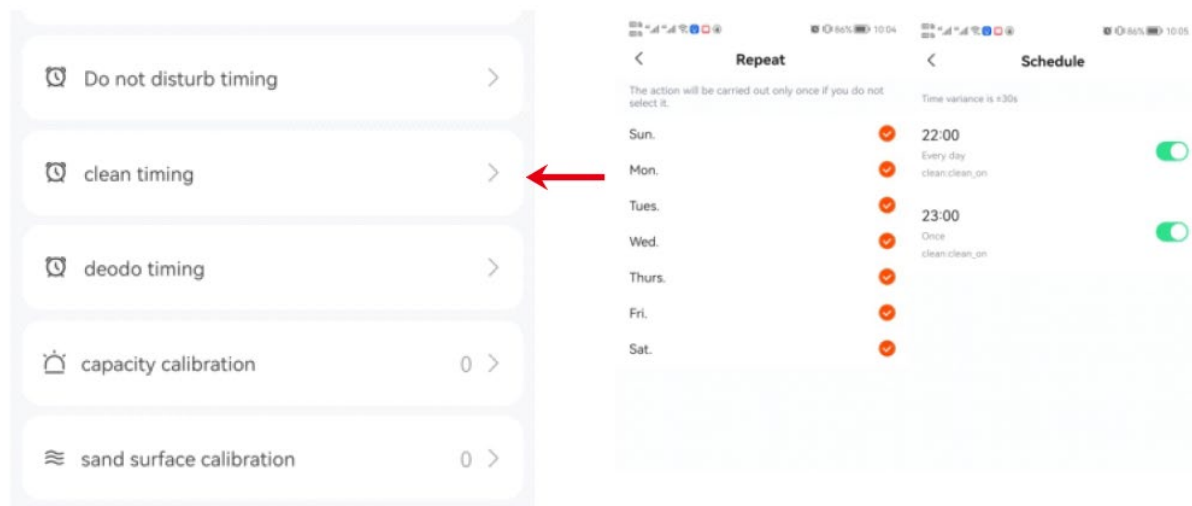 Do not disturb timing
clean timing
deodo timing
capacity calibration 0
sand surface calibration 0
86% 10:04
Repeat
The action will be carried out only once if you do not
select it.
Sun.
Mon.
Tues.
Wed.
Thurs.
Fri.
Sat.
86% 10:05
Schedule
Time variance is ±30s
22:00
Every day
clean:clean_on
23:00
Once
clean:clean_on